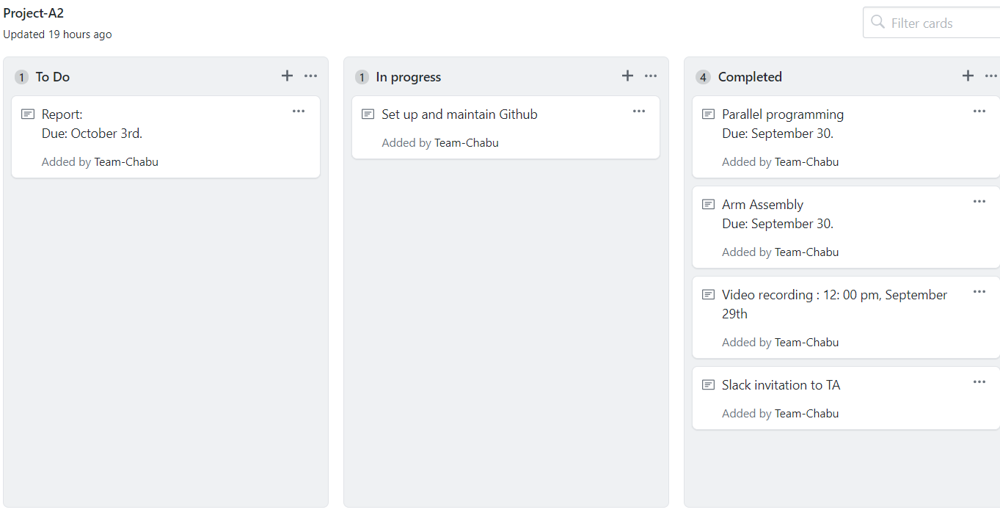 Project-A2
Updated 19 hours ago
Filter cards
1 To Do
Report:
Due: October 3rd.
Added by Team-Chabu
1 In progress
Set up and maintain Github
Added by Team-Chabu
4 Completed
Parallel programming
Due: September 30.
Added by Team-Chabu
Arm Assembly
Due: September 30.
Added by Team-Chabu
Video recording : 12: 00 pm, September
29th
Added by Team-Chabu
Slack invitation to TA
Added by Team-Chabu